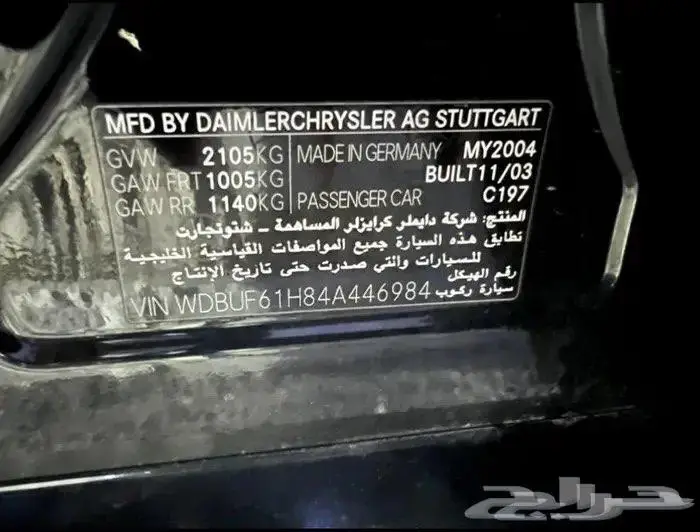 MFD BY DAIMLERCHRYSLER AG STUTTGART
GVW 2105KG MADE IN GERMANY MY2004
GAW FRT 1005KG BUILT11/03
GAW RR 1140KG PASSENGER CAR C197
المنتج: شركة دايملر كرايزلر المساهمة – شتوتجارت
تطابق هذه السيارة جميع المواصفات القياسية الخليجية
للسيارات والتي صدرت حتى تاريخ الإنتاج
رقم الهيكل
VIN WDBUF61H84A446984 سيارة ركوب
حراج